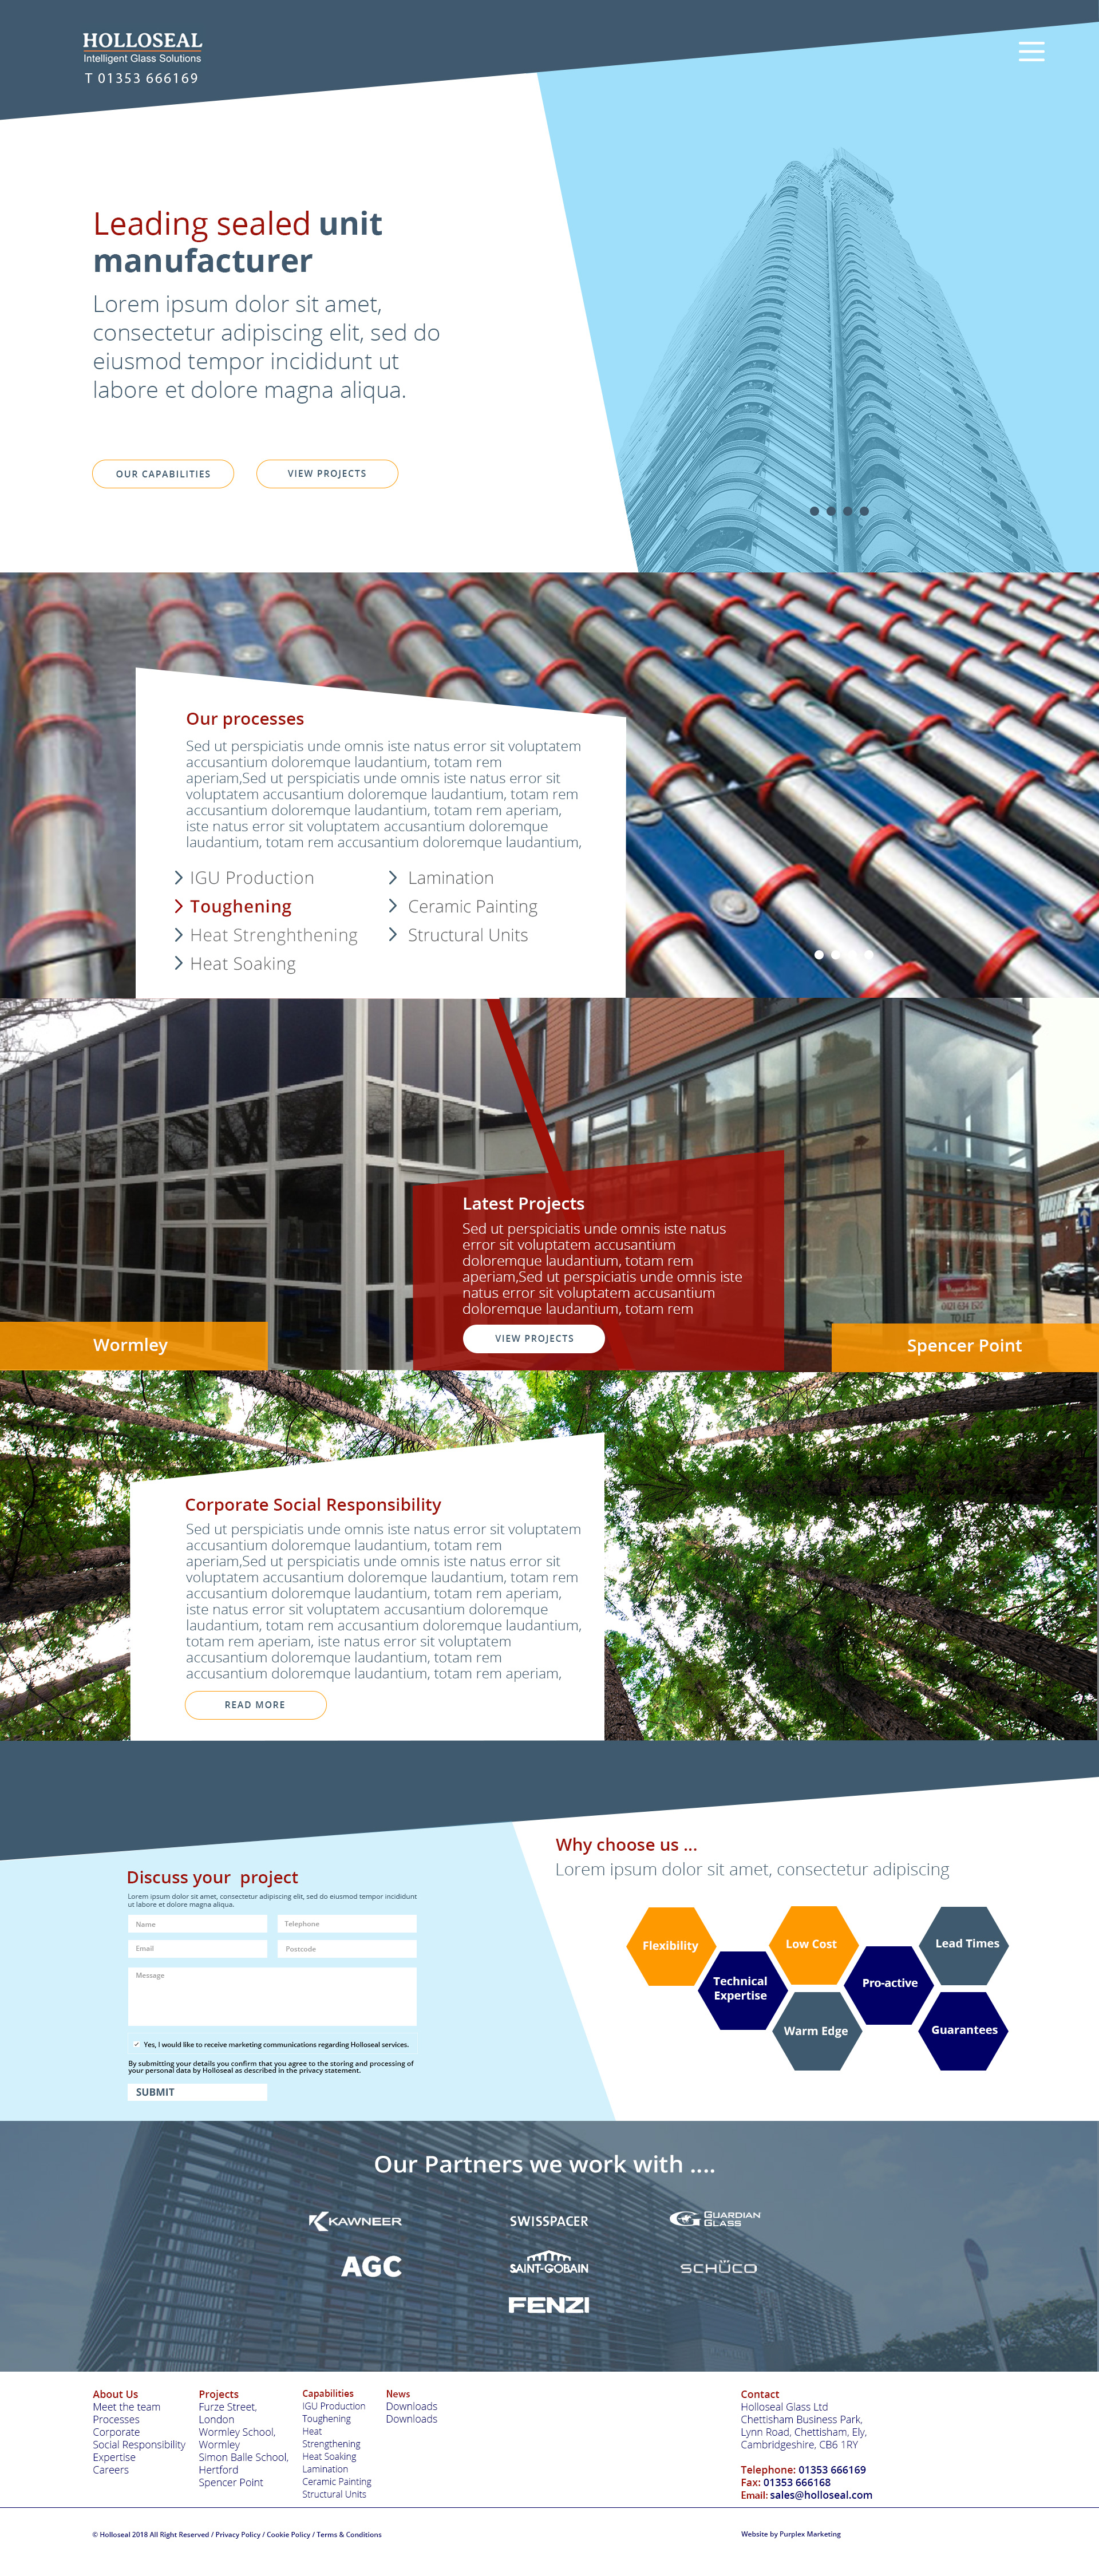 HOLLOSEAL
Intelligent Glass Solutions
T 01353 666169
Leading sealed unit
manufacturer
Lorem ipsum dolor sit amet,
consectetur adipiscing elit, sed do
eiusmod tempor incididunt ut
labore et dolore magna aliqua.
OUR CAPABILITIES
VIEW PROJECTS
Our processes
Sed ut perspiciatis unde omnis iste natus error sit voluptatem
accusantium doloremque laudantium, totam rem
aperiam,Sed ut perspiciatis unde omnis iste natus error sit
voluptatem accusantium doloremque laudantium, totam rem
accusantium doloremque laudantium, totam rem aperiam,
iste natus error sit voluptatem accusantium doloremque
laudantium, totam rem accusantium doloremque laudantium,
IGU Production
Toughening
Heat Strenghthening
Heat Soaking
Lamination
Ceramic Painting
Structural Units
Latest Projects
Sed ut perspiciatis unde omnis iste natus
error sit voluptatem accusantium
doloremque laudantium, totam rem
aperiam,Sed ut perspiciatis unde omnis iste
natus error sit voluptatem accusantium
doloremque laudantium, totam rem
VIEW PROJECTS
0121 634 1520
TO LET
Wormley
Spencer Point
Corporate Social Responsibility
Sed ut perspiciatis unde omnis iste natus error sit voluptatem
accusantium doloremque laudantium, totam rem
aperiam,Sed ut perspiciatis unde omnis iste natus error sit
voluptatem accusantium doloremque laudantium, totam rem
accusantium doloremque laudantium, totam rem aperiam,
iste natus error sit voluptatem accusantium doloremque
laudantium, totam rem accusantium doloremque laudantium,
totam rem aperiam, iste natus error sit voluptatem
accusantium doloremque laudantium, totam rem
accusantium doloremque laudantium, totam rem aperiam,
READ MORE
Discuss your project
Lorem ipsum dolor sit amet, consectetur adipiscing elit, sed do eiusmod tempor incididunt
ut labore et dolore magna aliqua.
Name
Telephone
Email
Postcode
Message
Yes, I would like to receive marketing communications regarding Holloseal services.
By submitting your details you confirm that you agree to the storing and processing of
your personal data by Holloseal as described in the privacy statement.
SUBMIT
Why choose us ...
Lorem ipsum dolor sit amet, consectetur adipiscing
Flexibility
Technical
Expertise
Low Cost
Warm Edge
Pro-active
Lead Times
Guarantees
Our Partners we work with ....
KAWNEER
SWISSPACER
GUARDIAN
GLASS
AGC
SAINT-GOBAIN
SCHÜCO
FENZI
About Us
Meet the team
Processes
Corporate
Social Responsibility
Expertise
Careers
Projects
Furze Street,
London
Wormley School,
Wormley
Simon Balle School,
Hertford
Spencer Point
Capabilities
IGU Production
Toughening
Heat
Strengthening
Heat Soaking
Lamination
Ceramic Painting
Structural Units
News
Downloads
Downloads
Contact
Holloseal Glass Ltd
Chettisham Business Park,
Lynn Road, Chettisham, Ely,
Cambridgeshire, CB6 1RY
Telephone: 01353 666169
Fax: 01353 666168
Email: sales@holloseal.com
© Holloseal 2018 All Right Reserved / Privacy Policy / Cookie Policy / Terms & Conditions
Website by Purplex Marketing